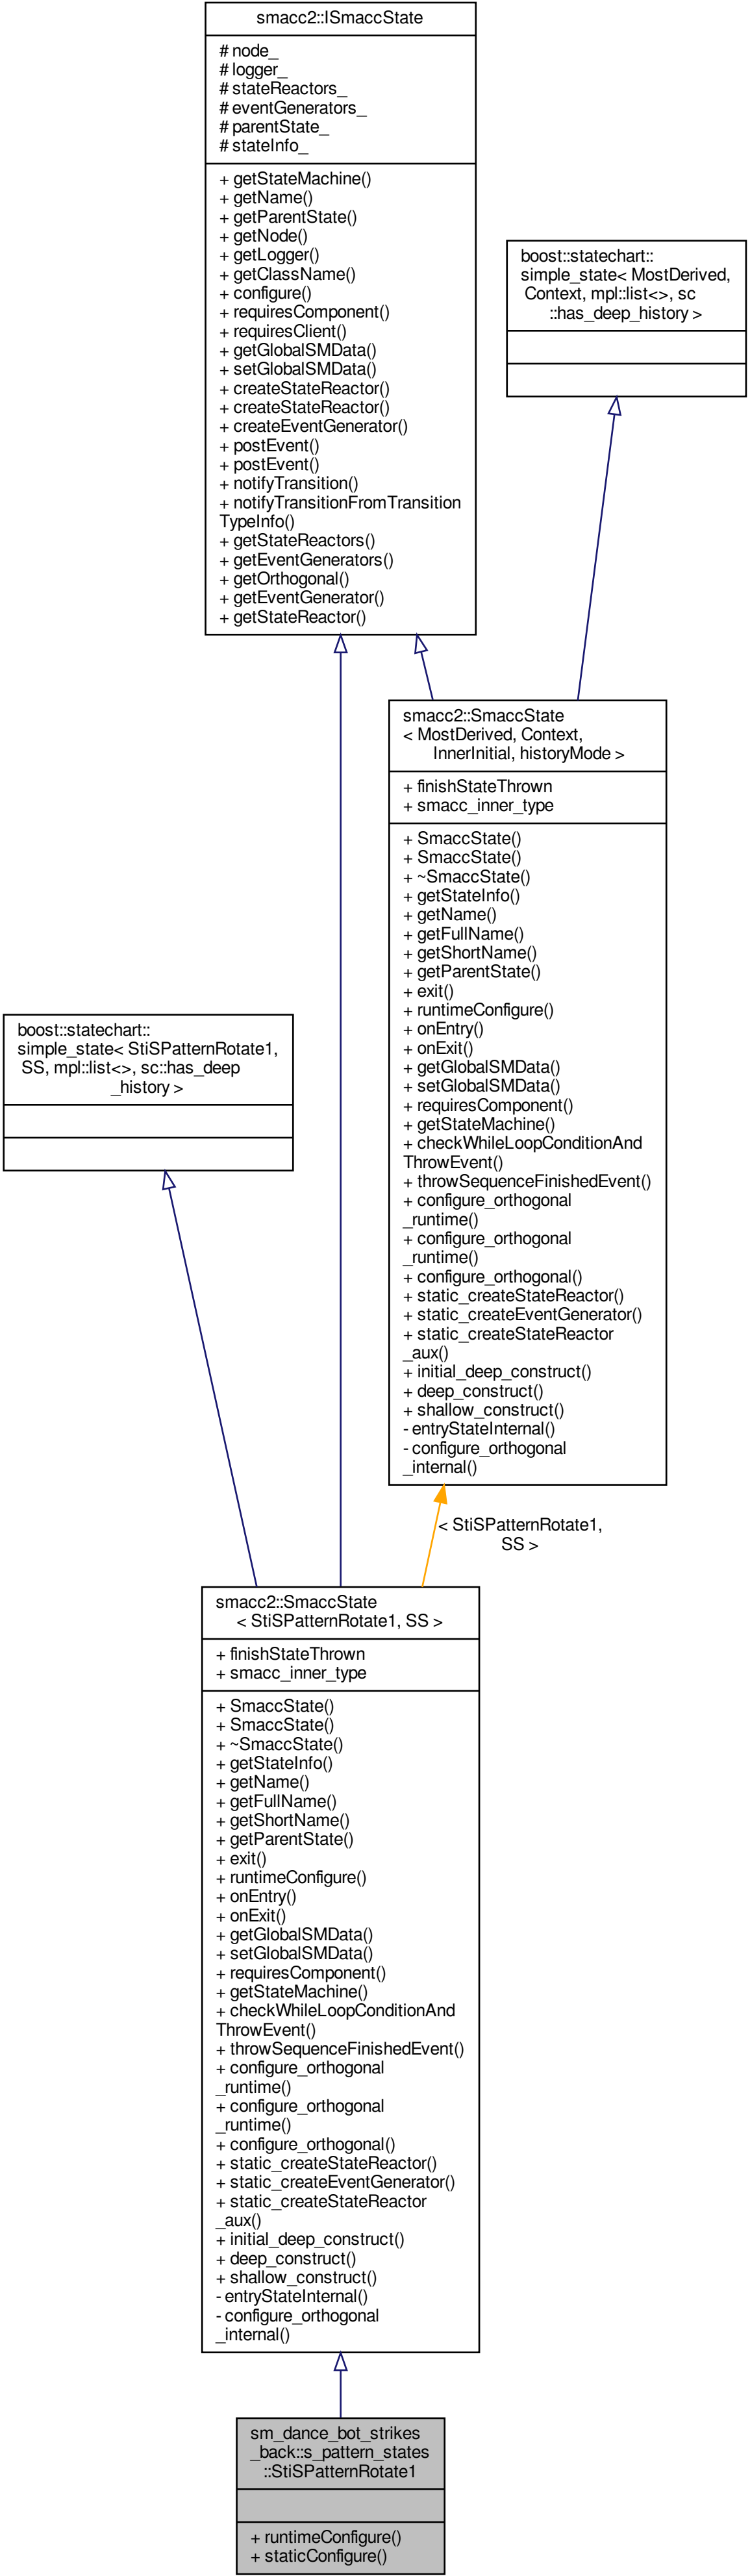 smacc2::ISmaccState
# node_
# logger_
# stateReactors_
# eventGenerators_
# parentState_
# stateInfo_
+ getStateMachine()
+ getName()
+ getParentState()
+ getNode()
+ getLogger()
+ getClassName()
+ configure()
+ requiresComponent()
+ requiresClient()
+ getGlobalSMData()
+ setGlobalSMData()
+ createStateReactor()
+ createStateReactor()
+ createEventGenerator()
+ postEvent()
+ postEvent()
+ notifyTransition()
+ notifyTransitionFromTransition
TypeInfo()
+ getStateReactors()
+ getEventGenerators()
+ getOrthogonal()
+ getEventGenerator()
+ getStateReactor()
boost::statechart::
simple_state< MostDerived,
Context, mpl::list<>, sc
::has_deep_history >
smacc2::SmaccState
< MostDerived, Context,
InnerInitial, historyMode >
+ finishStateThrown
+ smacc_inner_type
+ SmaccState()
+ SmaccState()
+ ~SmaccState()
+ getStateInfo()
+ getName()
+ getFullName()
+ getShortName()
+ getParentState()
+ exit()
+ runtimeConfigure()
+ onEntry()
+ onExit()
+ getGlobalSMData()
+ setGlobalSMData()
+ requiresComponent()
+ getStateMachine()
+ checkWhileLoopConditionAnd
ThrowEvent()
+ throwSequenceFinishedEvent()
+ configure_orthogonal
_runtime()
+ configure_orthogonal
_runtime()
+ configure_orthogonal()
+ static_createStateReactor()
+ static_createEventGenerator()
+ static_createStateReactor
_aux()
+ initial_deep_construct()
+ deep_construct()
+ shallow_construct()
- entryStateInternal()
- configure_orthogonal
_internal()
boost::statechart::
simple_state< StiSPatternRotate1,
SS, mpl::list<>, sc::has_deep
_history >
< StiSPatternRotate1,
SS >
smacc2::SmaccState
< StiSPatternRotate1, SS >
+ finishStateThrown
+ smacc_inner_type
+ SmaccState()
+ SmaccState()
+ ~SmaccState()
+ getStateInfo()
+ getName()
+ getFullName()
+ getShortName()
+ getParentState()
+ exit()
+ runtimeConfigure()
+ onEntry()
+ onExit()
+ getGlobalSMData()
+ setGlobalSMData()
+ requiresComponent()
+ getStateMachine()
+ checkWhileLoopConditionAnd
ThrowEvent()
+ throwSequenceFinishedEvent()
+ configure_orthogonal
_runtime()
+ configure_orthogonal
_runtime()
+ configure_orthogonal()
+ static_createStateReactor()
+ static_createEventGenerator()
+ static_createStateReactor
_aux()
+ initial_deep_construct()
+ deep_construct()
+ shallow_construct()
- entryStateInternal()
- configure_orthogonal
_internal()
sm_dance_bot_strikes
_back::s_pattern_states
::StiSPatternRotate1
+ runtimeConfigure()
+ staticConfigure()